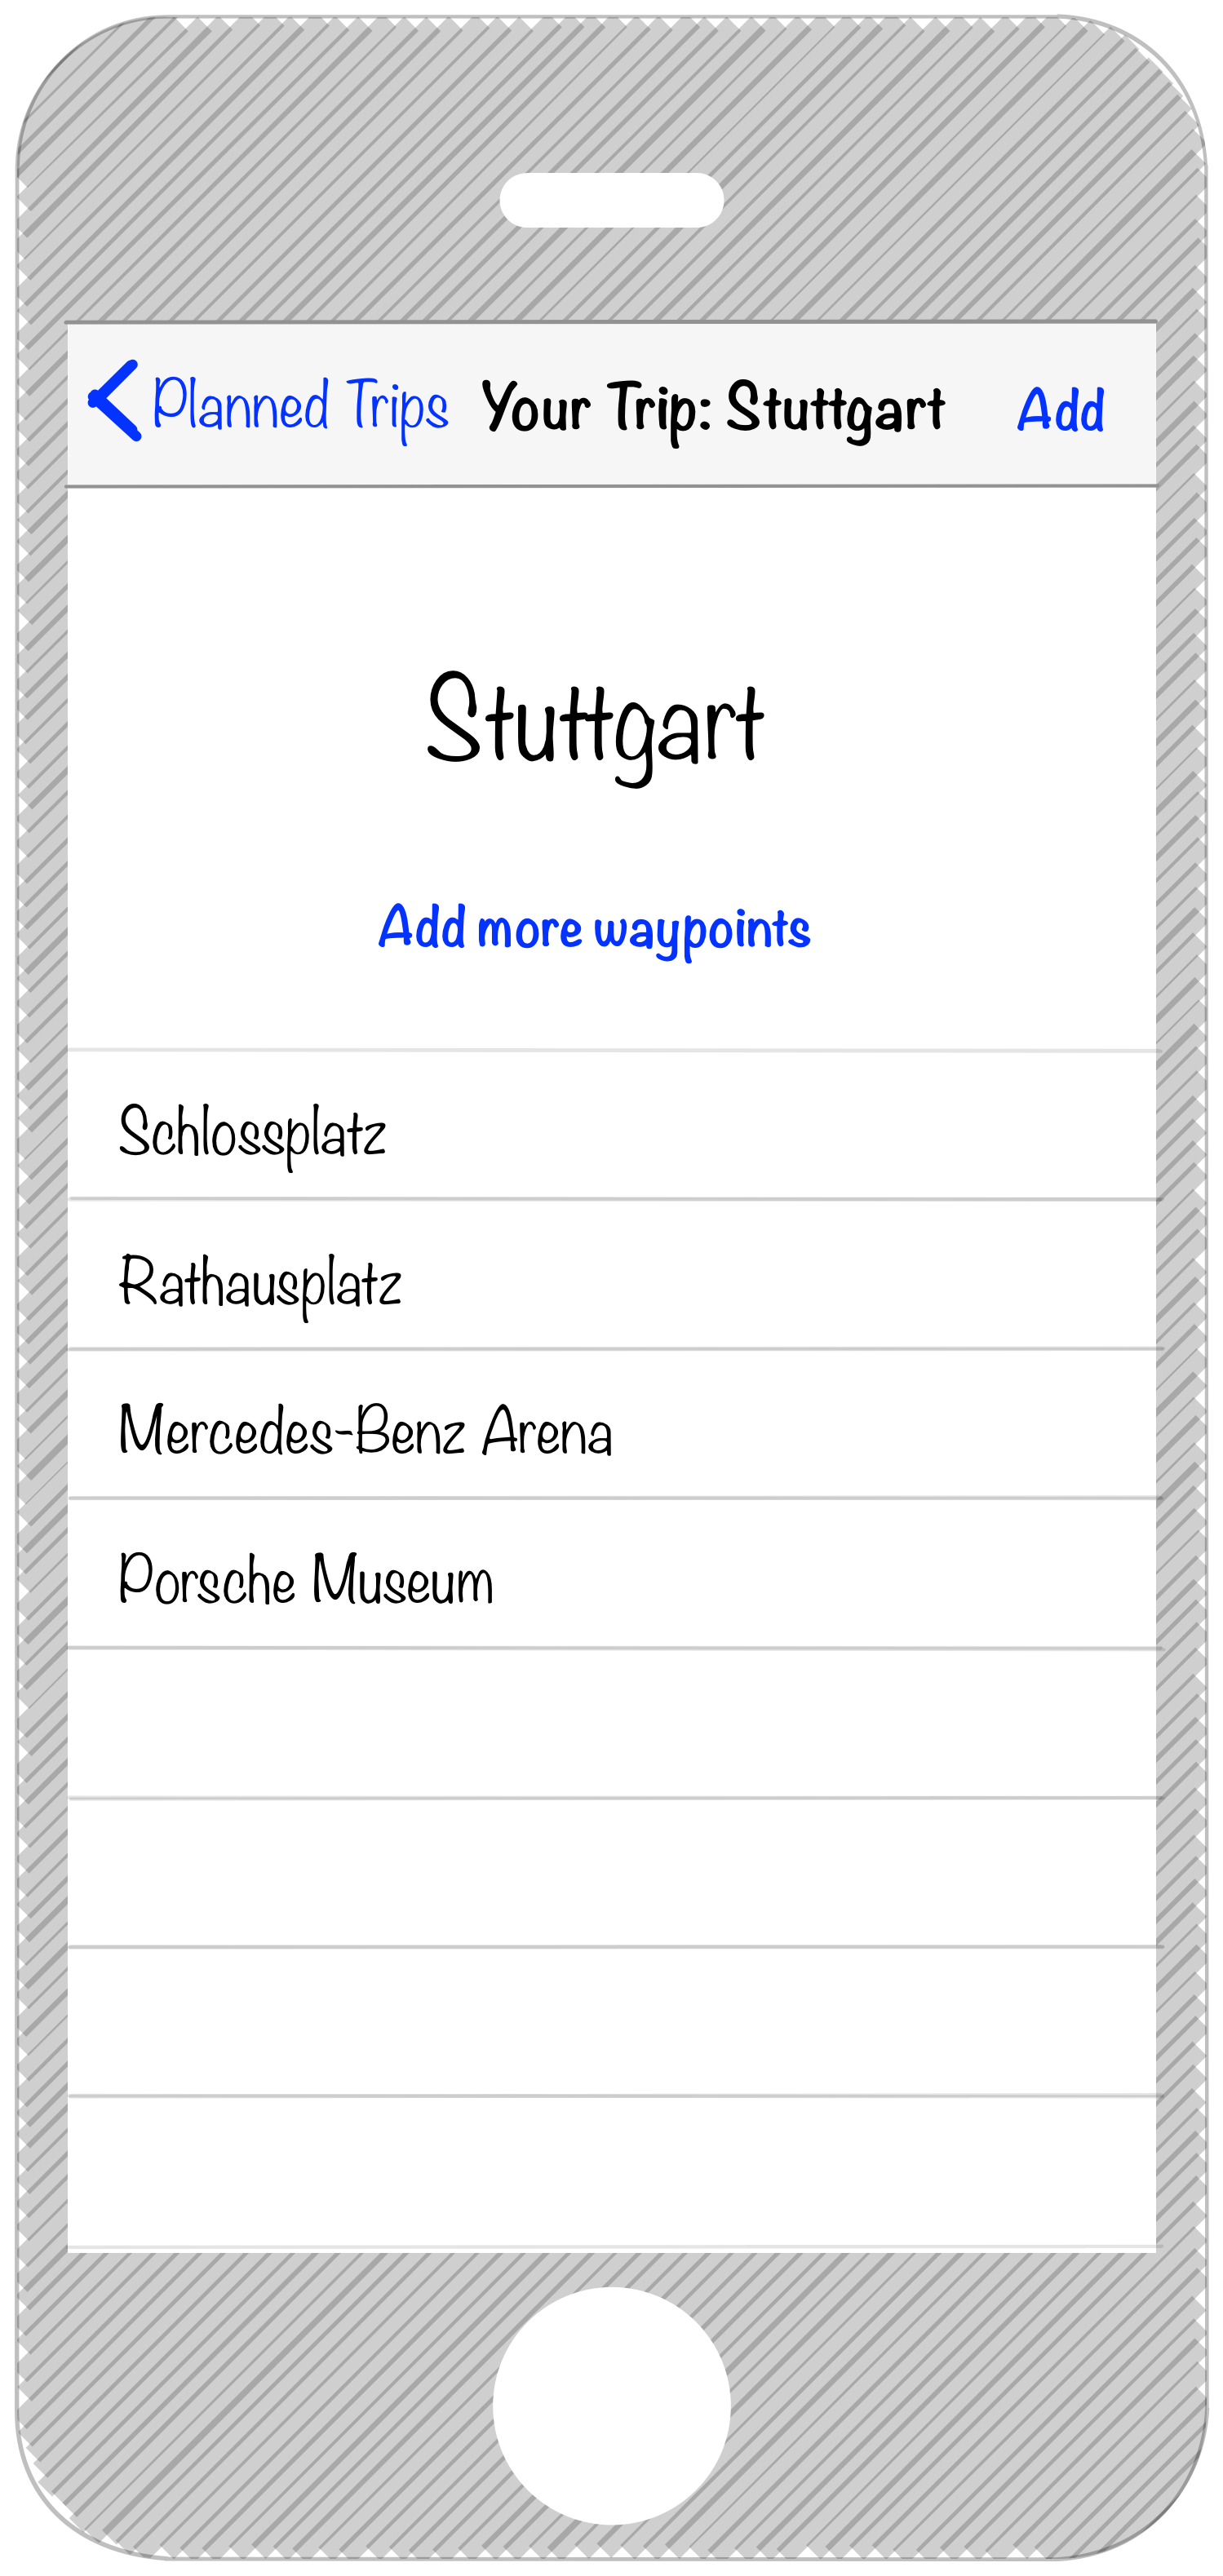 Planned Trips Your Trip: Stuttgart Add
Stuttgart
Add more waypoints
Schlossplatz
Rathausplatz
Mercedes-Benz Arena
Porsche Museum